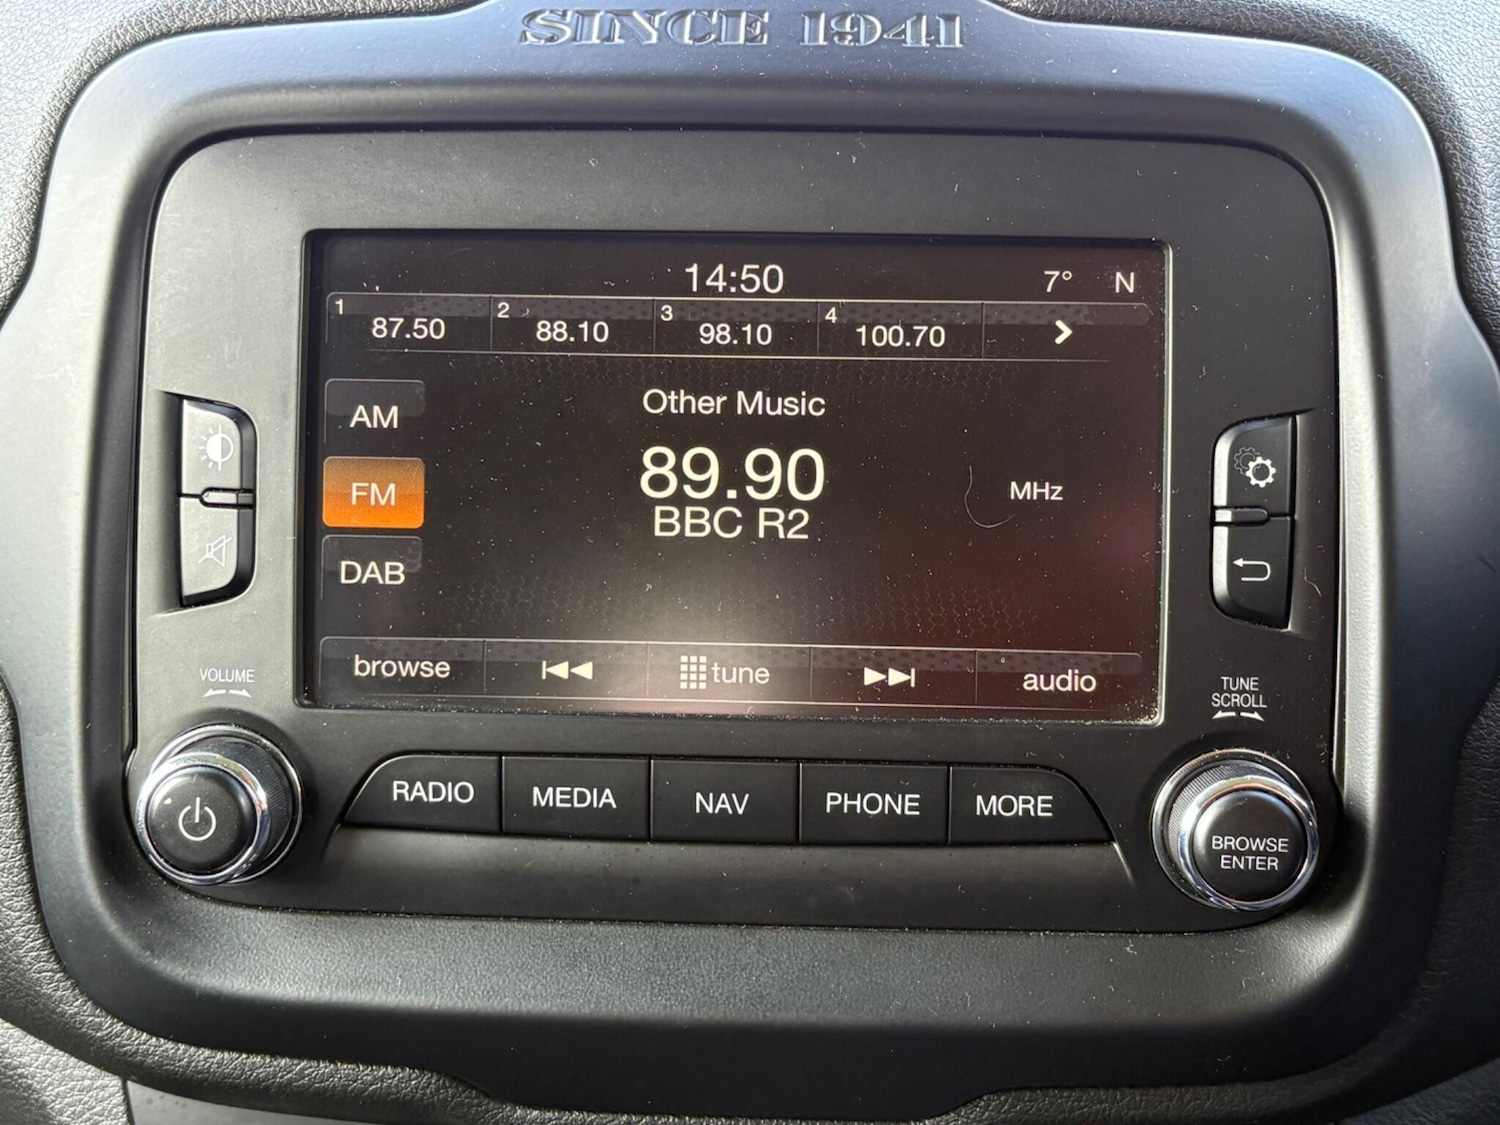 SINCE 1941
14:50 7° N
1 87.50 2 88.10 3 98.10 4 100.70
AM
Other Music
FM
89.90
MHz
BBC R2
DAB
browse tune audio
VOLUME
TUNE
SCROLL
RADIO MEDIA NAV PHONE MORE
BROWSE
ENTER